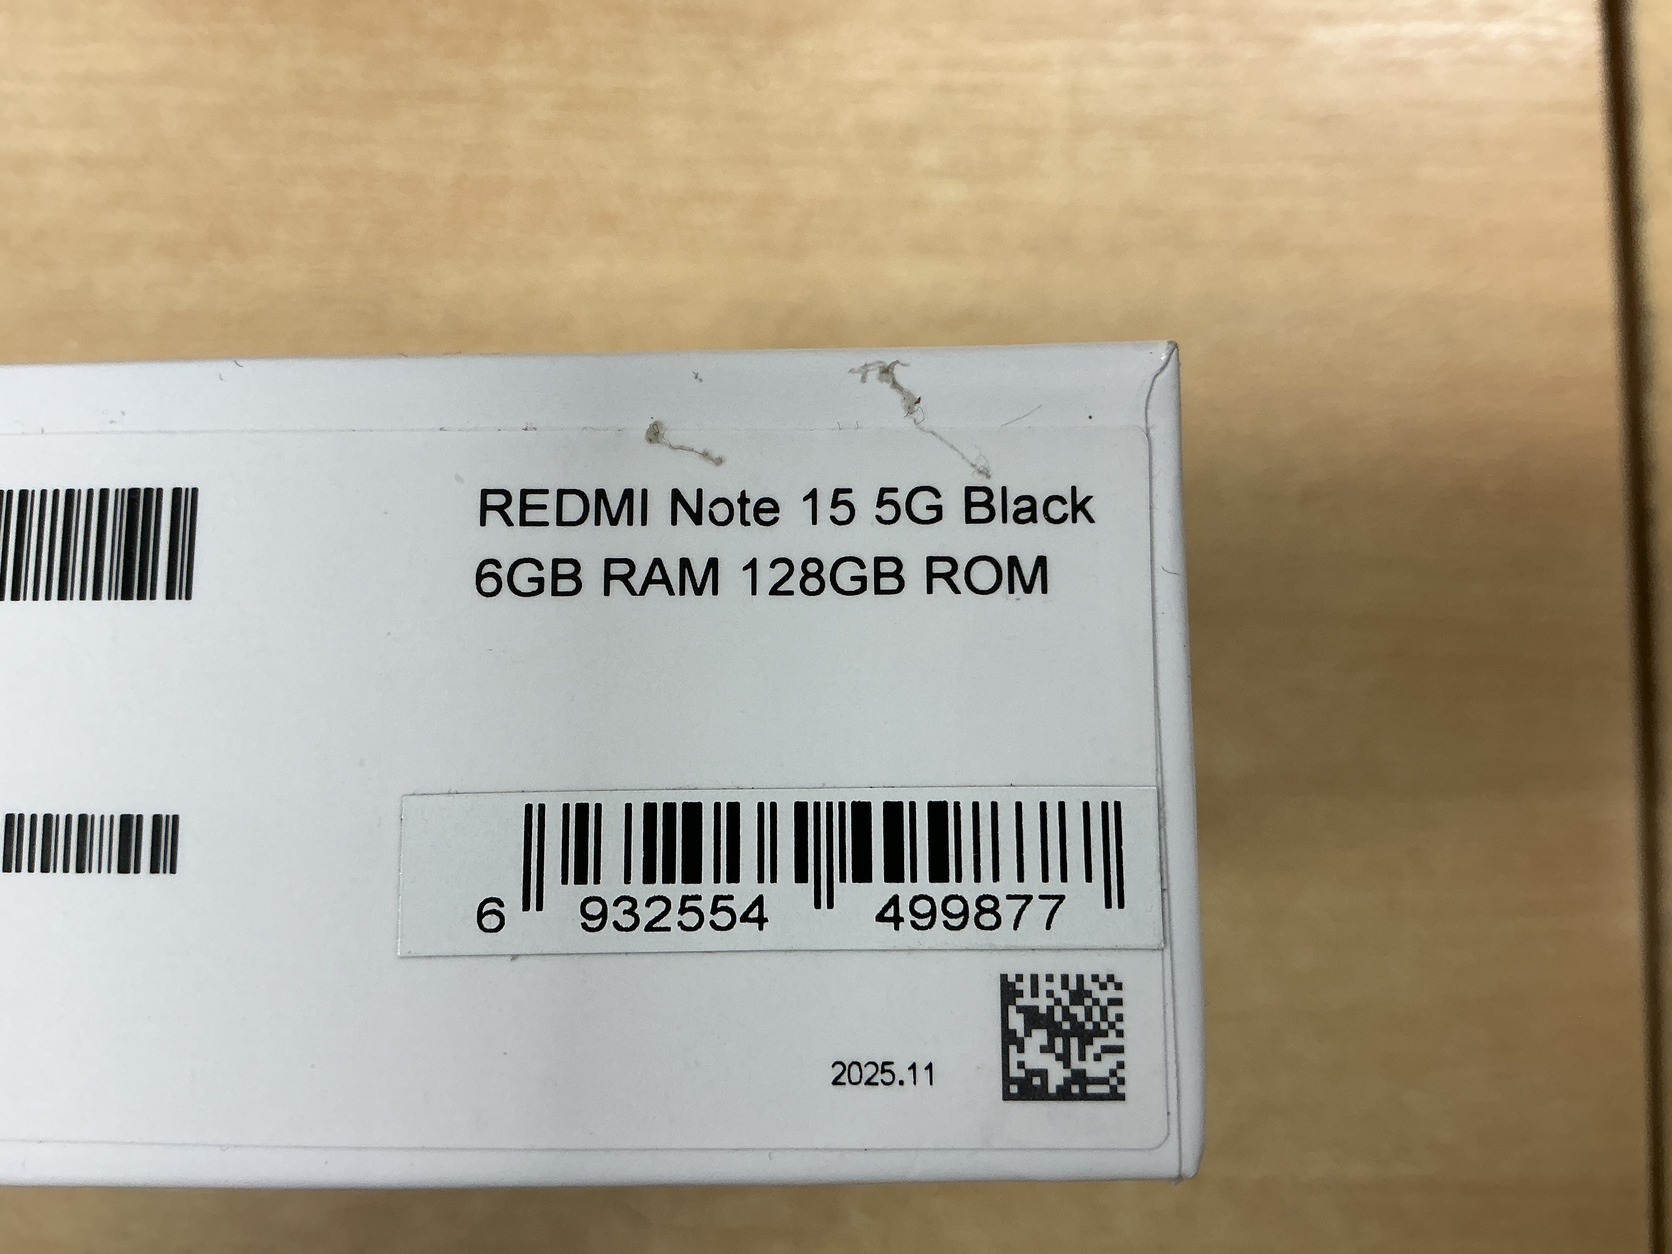 REDMI Note 15 5G Black
6GB RAM 128GB ROM
6 932554 499877
2025.11